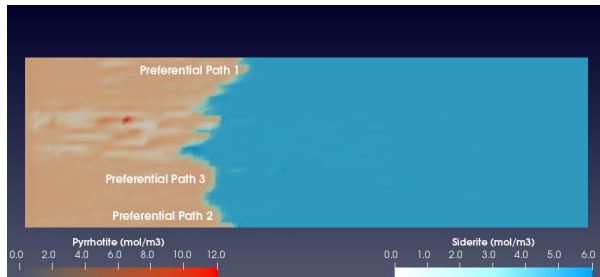 Preferential Path 1
Preferential Path 3
Preferential Path 2
Pyrrhotite (mol/m3)
0.0 2.0 4.0 6.0 8.0 10.0 12.0
Siderite (mol/m3)
0.0 1.0 2.0 3.0 4.0 5.0 6.0